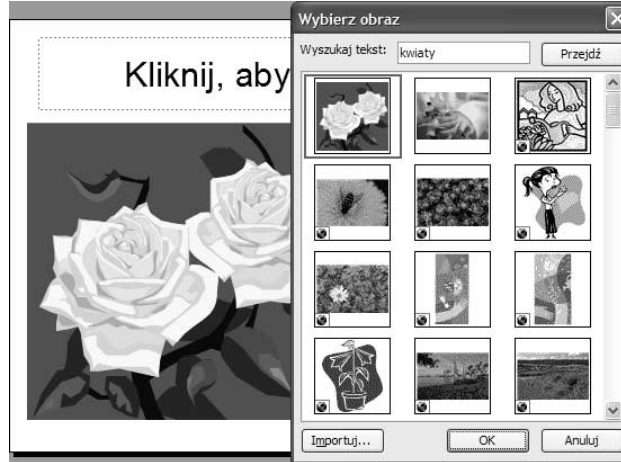 Wybierz obraz
Wyszukaj tekst: kwiaty Przejdź
Kliknij, aby
Importuj... OK Anuluj